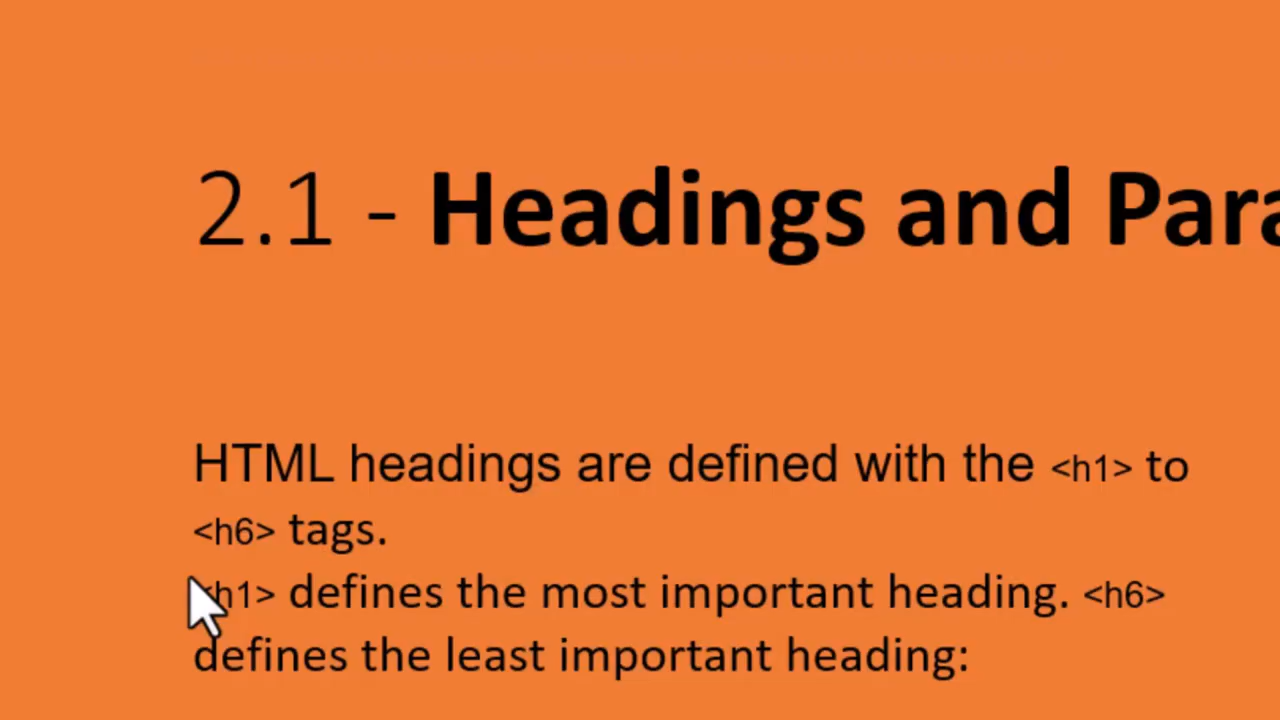 2.1 - Headings and Para
HTML headings are defined with the <h1> to
<h6> tags.
<h1> defines the most important heading. <h6>
defines the least important heading: